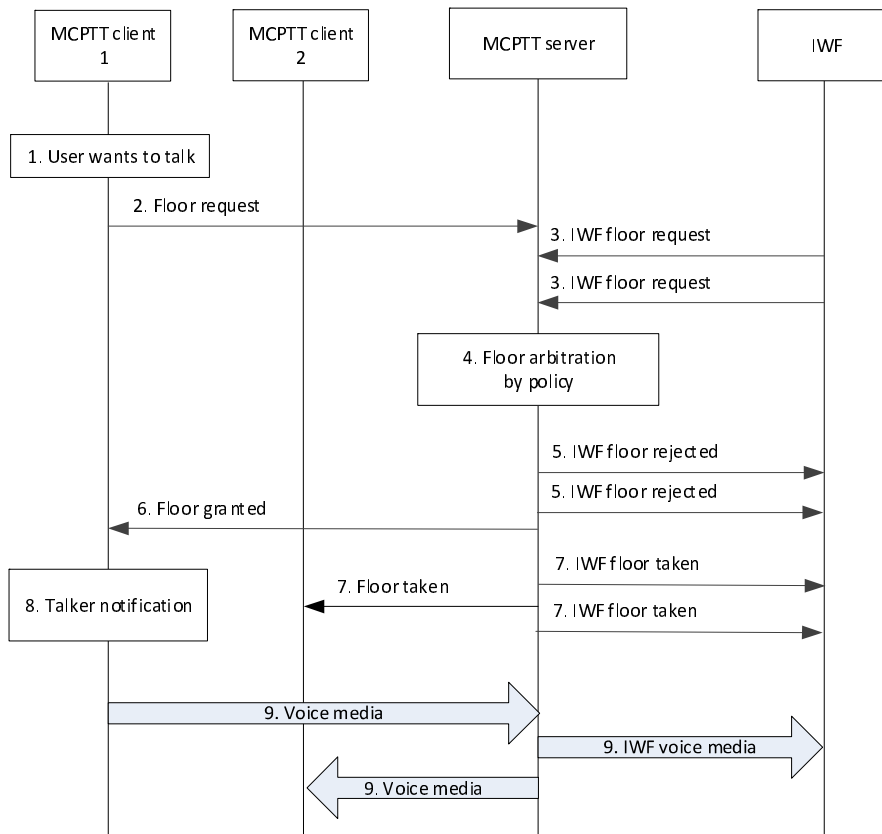 MCPTT client
1
MCPTT client
2
MCPTT server
IWF
1. User wants to talk
2. Floor request
3. IWF floor request
3. IWF floor request
4. Floor arbitration
by policy
5. IWF floor rejected
5. IWF floor rejected
6. Floor granted
7. IWF floor taken
7. Floor taken
8. Talker notification
7. IWF floor taken
9. Voice media
9. IWF voice media
9. Voice media